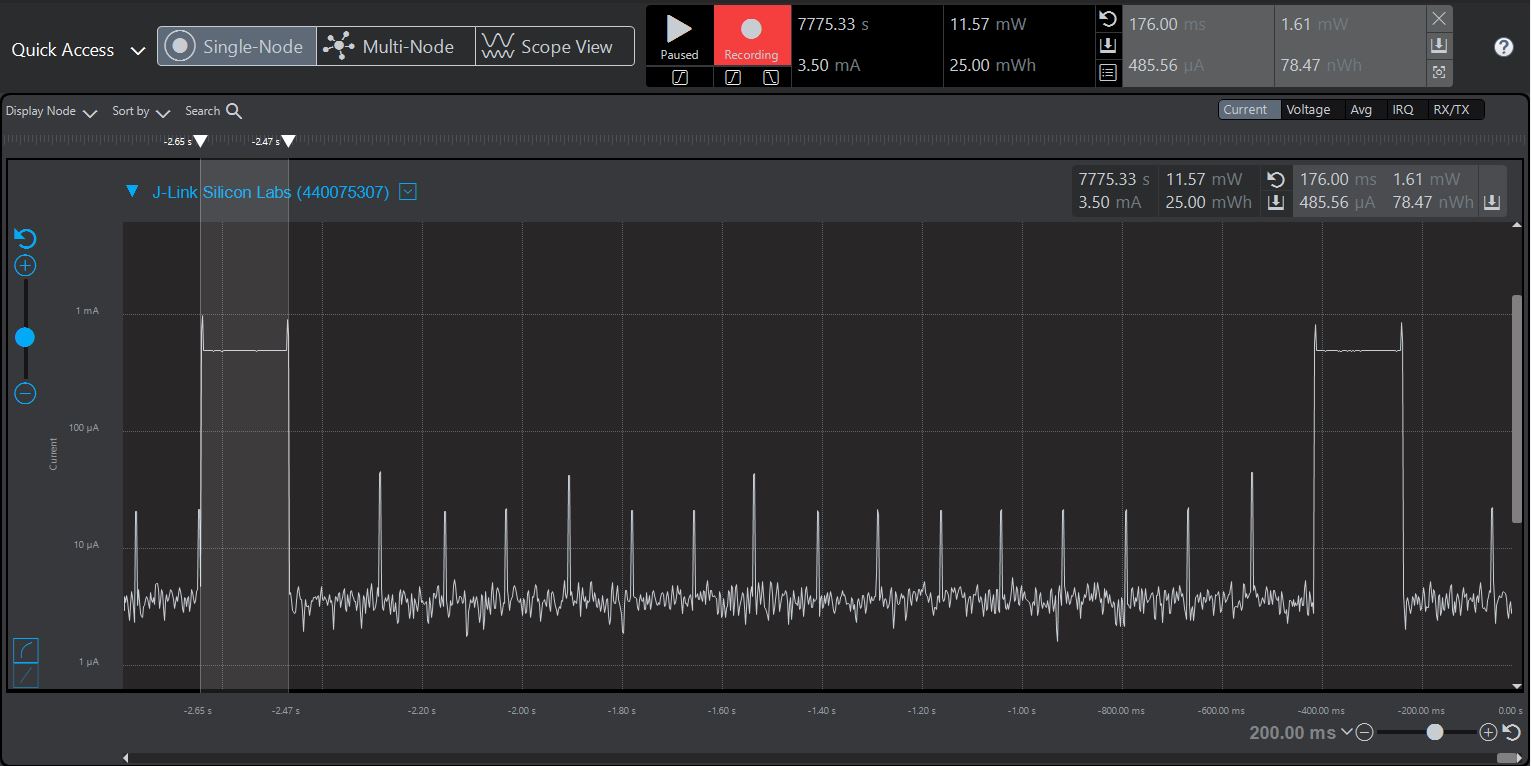 Quick Access
Single-Node
Multi-Node
Scope View
Paused
Recording
7775.33 s
11.57 mW
3.50 mA
25.00 mWh
176.00 ms
1.61 mW
485.56 µA
78.47 nWh
?
Display Node
Sort by
Search
Current
Voltage
Avg
IRQ
RX/TX
-2.65 s
-2.47 s
J-Link Silicon Labs (440075307)
7775.33 s
11.57 mW
176.00 ms
1.61 mW
3.50 mA
25.00 mWh
485.56 µA
78.47 nWh
1 mA
100 µA
Current
10 µA
1 µA
-2.65 s
-2.47 s
-2.20 s
-2.00 s
-1.80 s
-1.60 s
-1.40 s
-1.20 s
-1.00 s
-800.00 ms
-600.00 ms
-400.00 ms
-200.00 ms
0.00 s
200.00 ms